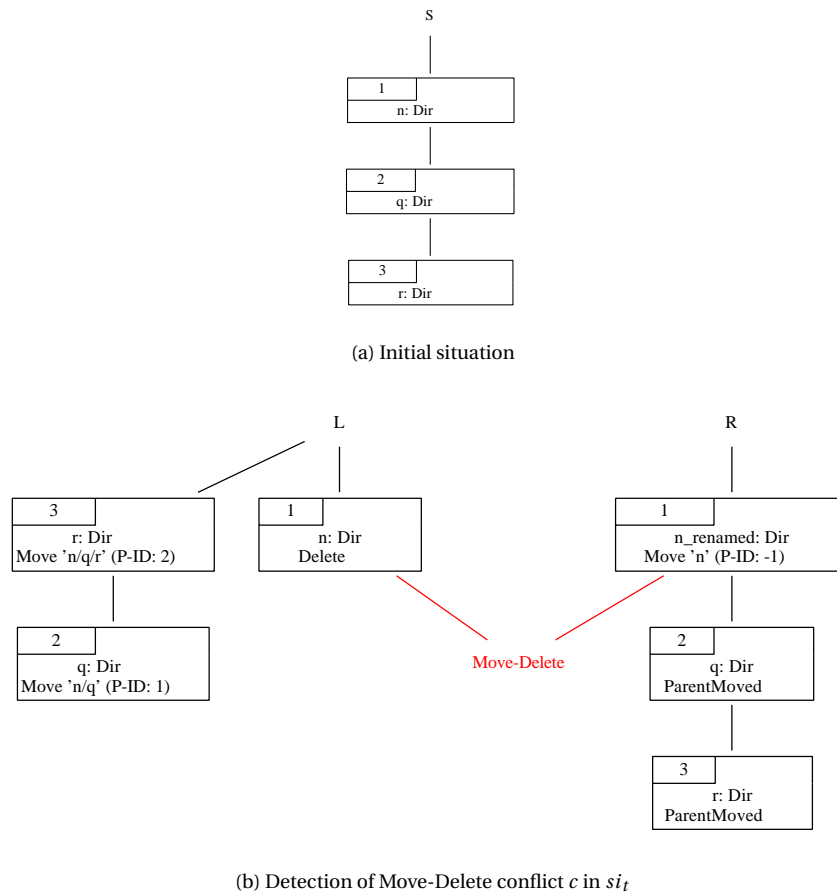 S
1
n: Dir
2
q: Dir
3
r: Dir
(a) Initial situation
L
R
3
r: Dir
Move 'n/q/r' (P-ID: 2)
1
n: Dir
Delete
1
n_renamed: Dir
Move 'n' (P-ID: -1)
2
q: Dir
Move 'n/q' (P-ID: 1)
Move-Delete
2
q: Dir
ParentMoved
3
r: Dir
ParentMoved
(b) Detection of Move-Delete conflict c in si_t